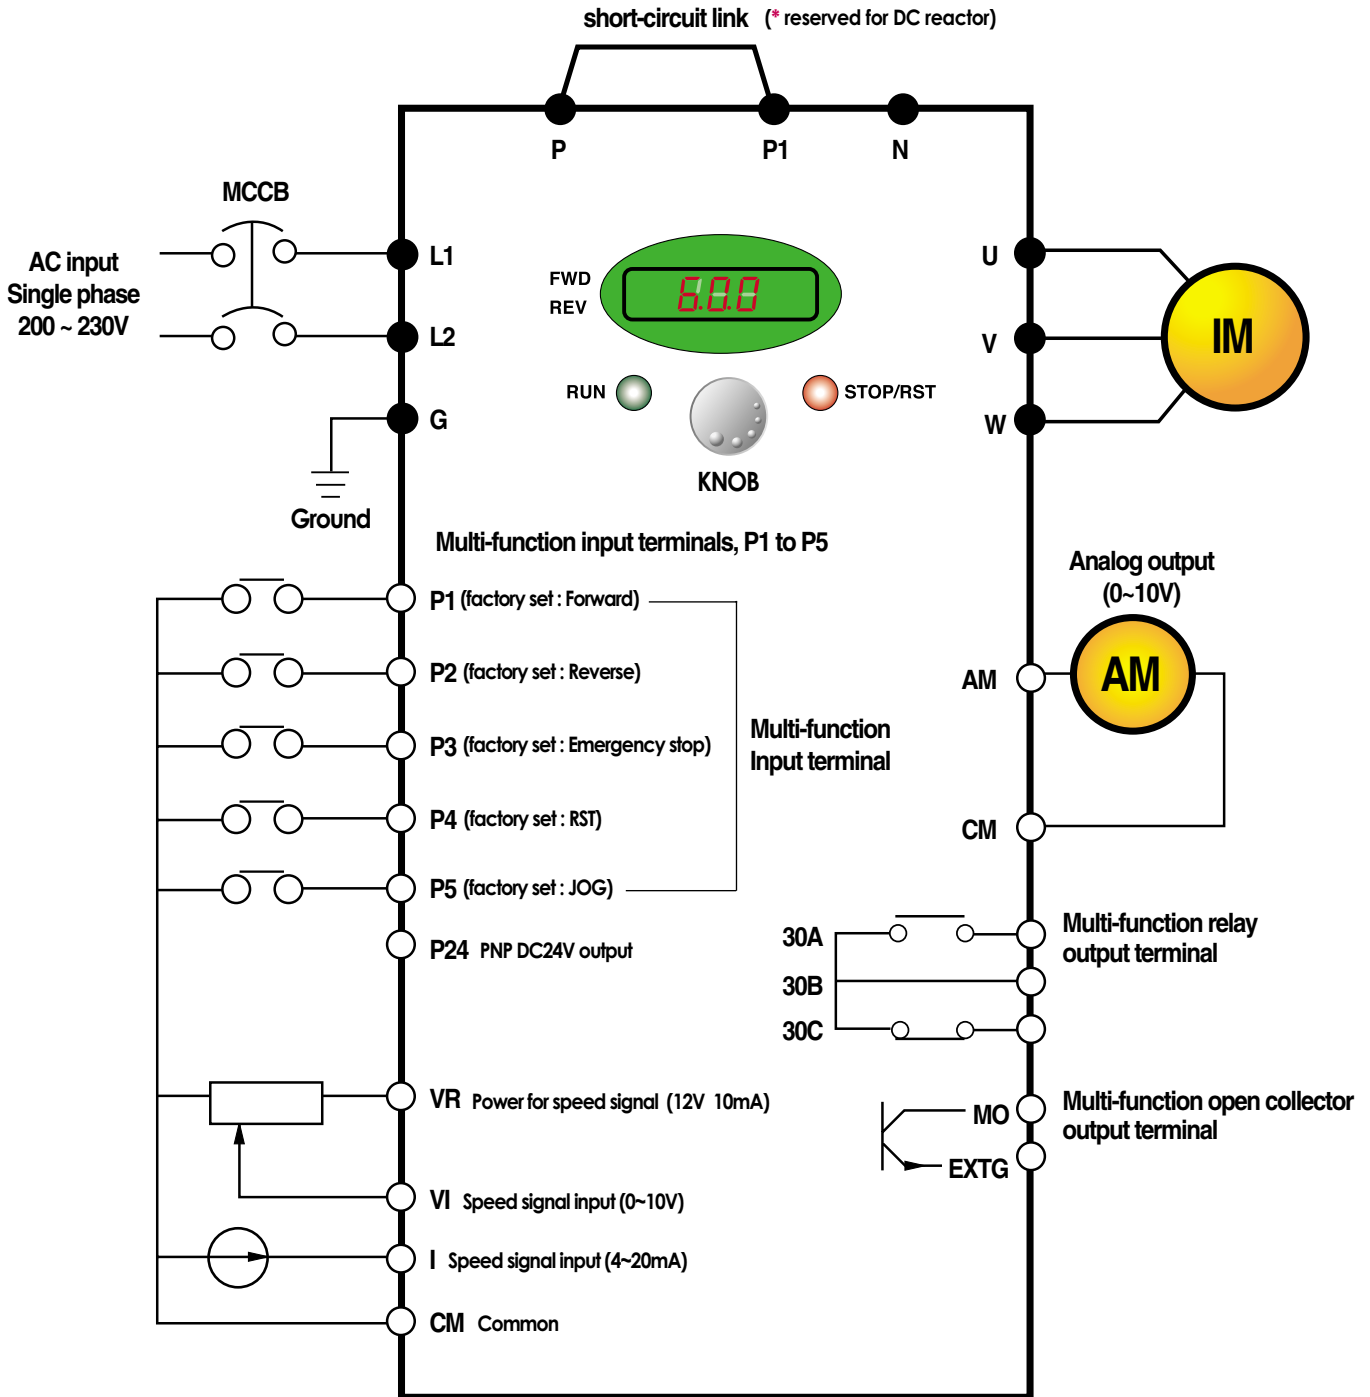 short-circuit link (* reserved for DC reactor)
P
P1
N
MCCB
AC input
Single phase
200 ~ 230V
L1
L2
G
Ground
FWD
REV
6.0.0
RUN
STOP/RST
KNOB
U
V
W
IM
Multi-function input terminals, P1 to P5
P1 (factory set : Forward)
P2 (factory set : Reverse)
P3 (factory set : Emergency stop)
P4 (factory set : RST)
P5 (factory set : JOG)
Multi-function
Input terminal
P24 PNP DC24V output
VR Power for speed signal (12V 10mA)
VI Speed signal input (0~10V)
I Speed signal input (4~20mA)
CM Common
Analog output
(0~10V)
AM
AM
CM
30A
30B
30C
Multi-function relay
output terminal
MO
EXTG
Multi-function open collector
output terminal